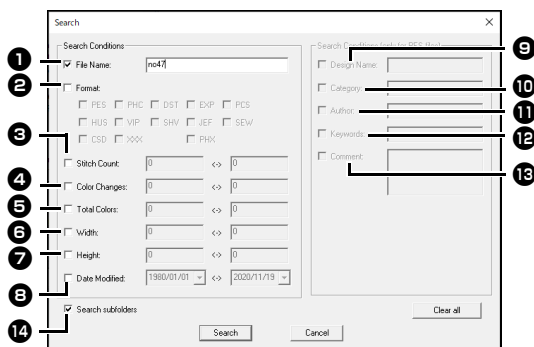 Search
Search Conditions
1 File Name: no47
2 Format:
PES PHC DST EXP PCS
HUS VIP SHV JEF SEW
CSD XXX PHX
3 Stitch Count: 0 <-> 0
4 Color Changes: 0 <-> 0
5 Total Colors: 0 <-> 0
6 Width: 0 <-> 0
7 Height: 0 <-> 0
8 Date Modified: 1980/01/01 <-> 2020/11/19
14 Search subfolders
Search Conditions (only for PES files)
9 Design Name:
10 Category:
11 Author:
12 Keywords:
13 Comment:
Clear all
Search Cancel